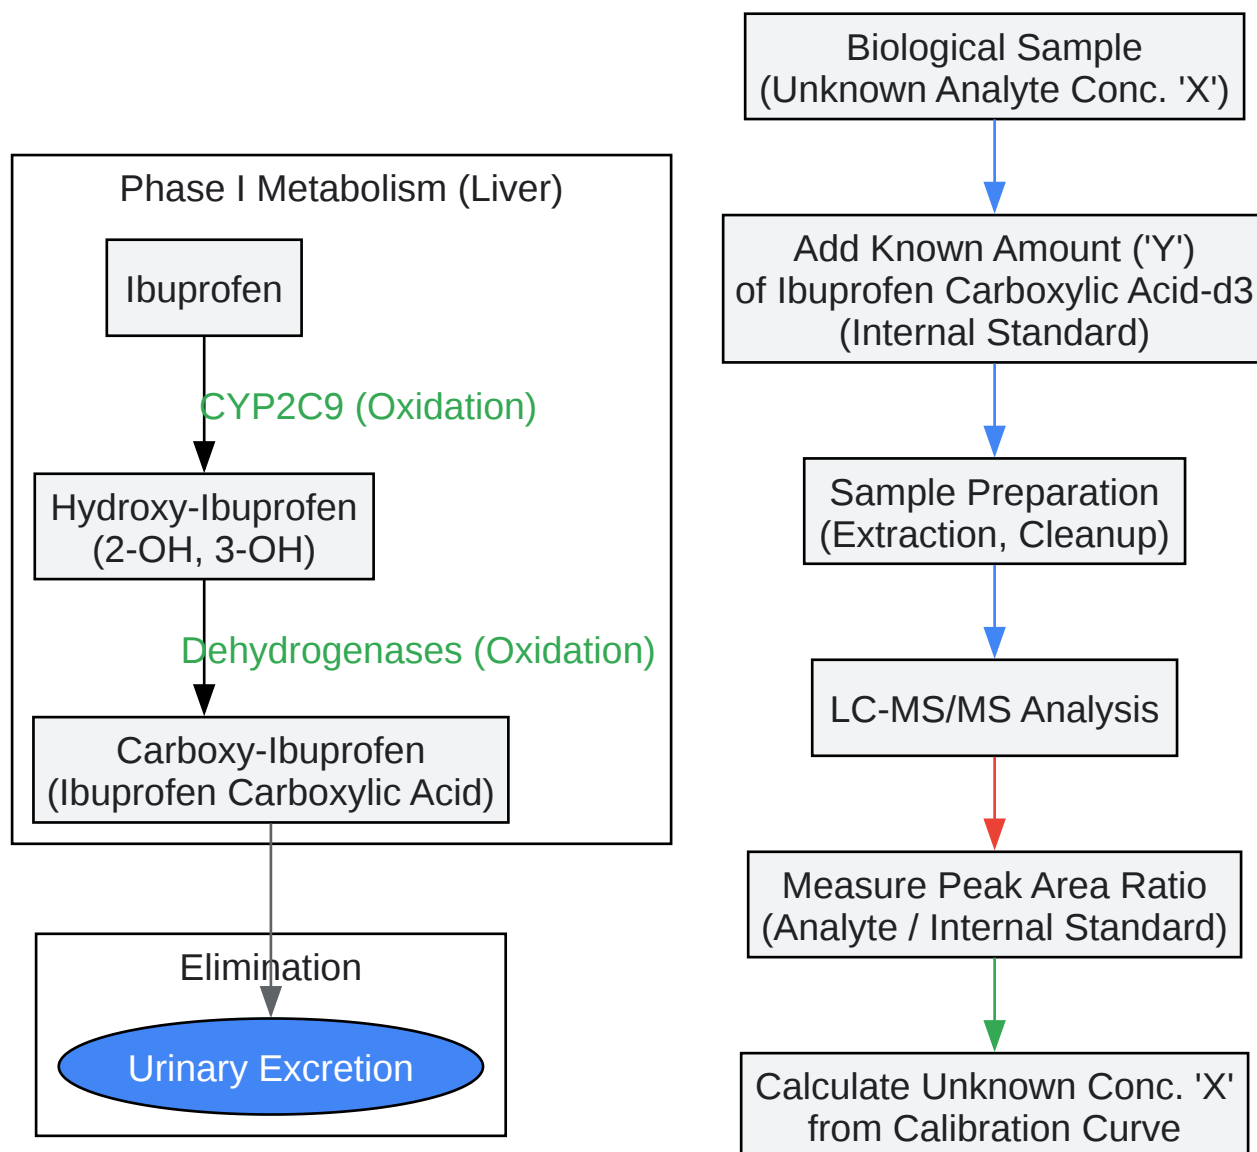 Phase I Metabolism (Liver)
Ibuprofen
CYP2C9 (Oxidation)
Hydroxy-Ibuprofen
(2-OH, 3-OH)
Dehydrogenases (Oxidation)
Carboxy-Ibuprofen
(Ibuprofen Carboxylic Acid)
Elimination
Urinary Excretion
Biological Sample
(Unknown Analyte Conc. 'X')
Add Known Amount ('Y')
of Ibuprofen Carboxylic Acid-d3
(Internal Standard)
Sample Preparation
(Extraction, Cleanup)
LC-MS/MS Analysis
Measure Peak Area Ratio
(Analyte / Internal Standard)
Calculate Unknown Conc. 'X'
from Calibration Curve